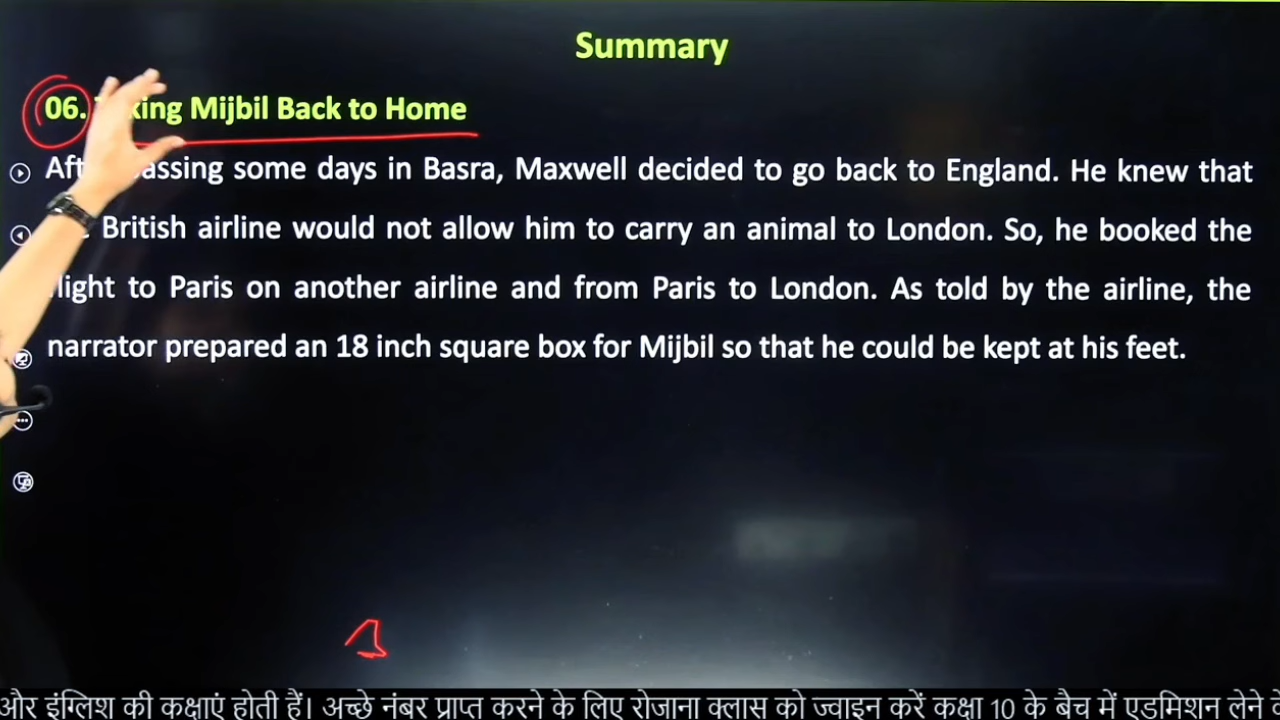 Summary
06. Mijbil Back to Home
some days in Basra, Maxwell decided to go back to England. He knew that
British airline would not allow him to carry an animal to London. So, he booked the
to Paris on another airline and from Paris to London. As told by the airline, the
narrator prepared an 18 inch square box for Mijbil so that he could be kept at his feet.
1
और इंग्लिश की कक्षाएं होती हैं। अच्छे नंबर प्राप्त करने के लिए रोजाना क्लास को ज्वाइन करें कक्षा 10 के बैच में एडमिशन लेने